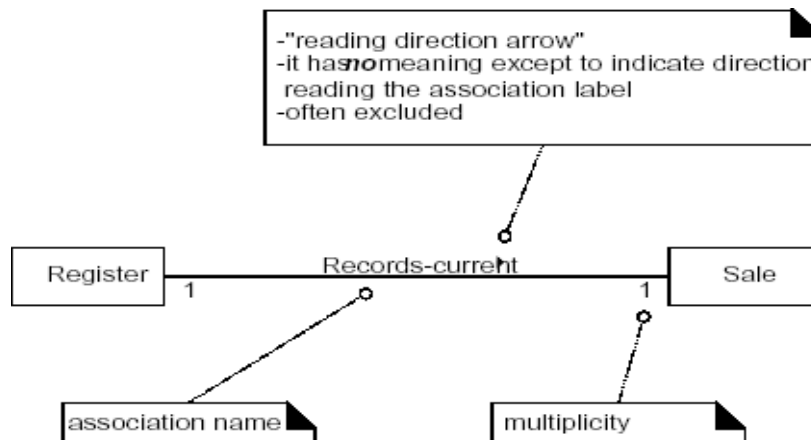 -"reading direction arrow"
-it has no meaning except to indicate direction
reading the association label
-often excluded
Records-current
Register
Sale
1
1
association name
multiplicity